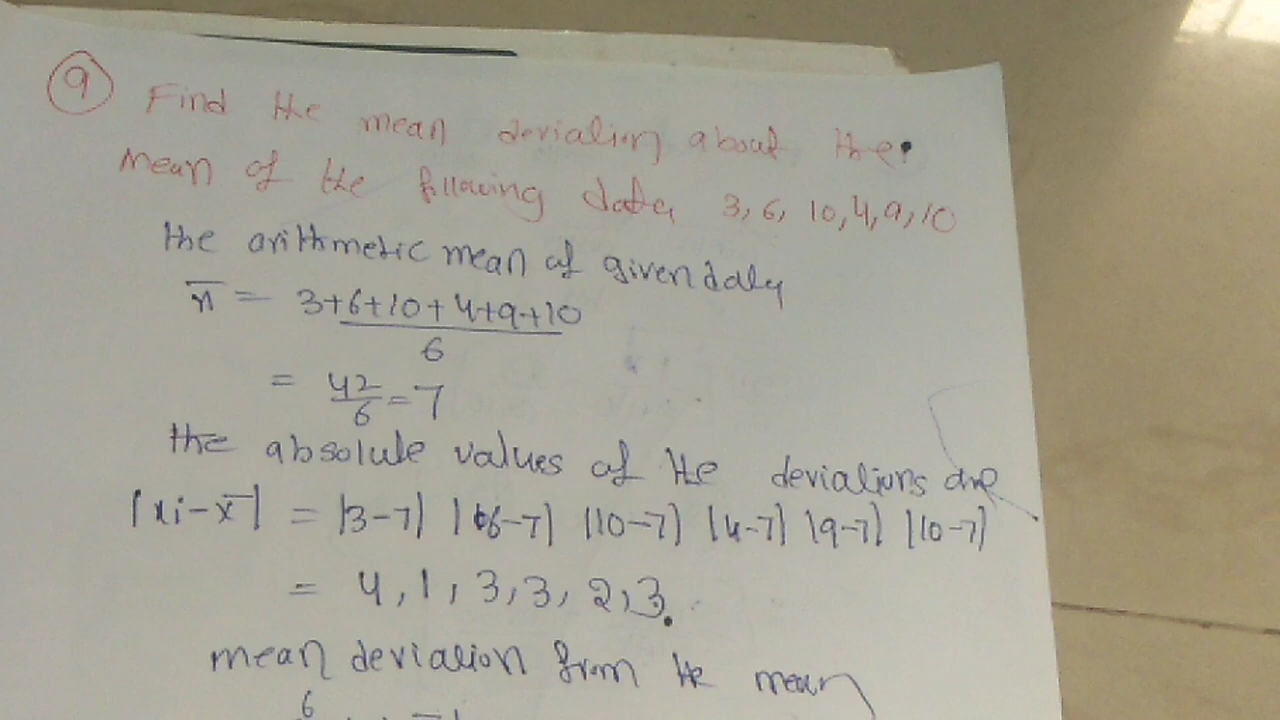 9 Find the mean deviation about the
mean of the following data 3, 6, 10, 4, 9, 10
the arithmetic mean of given data
x̄ = 3+6+10+4+9+10
6
= 42/6 = 7
the absolute values of the deviations are
|xi-x̄| = |3-7| |6-7| |10-7| |4-7| |9-7| |10-7|
= 4, 1, 3, 3, 2, 3.
mean deviation from the mean
6